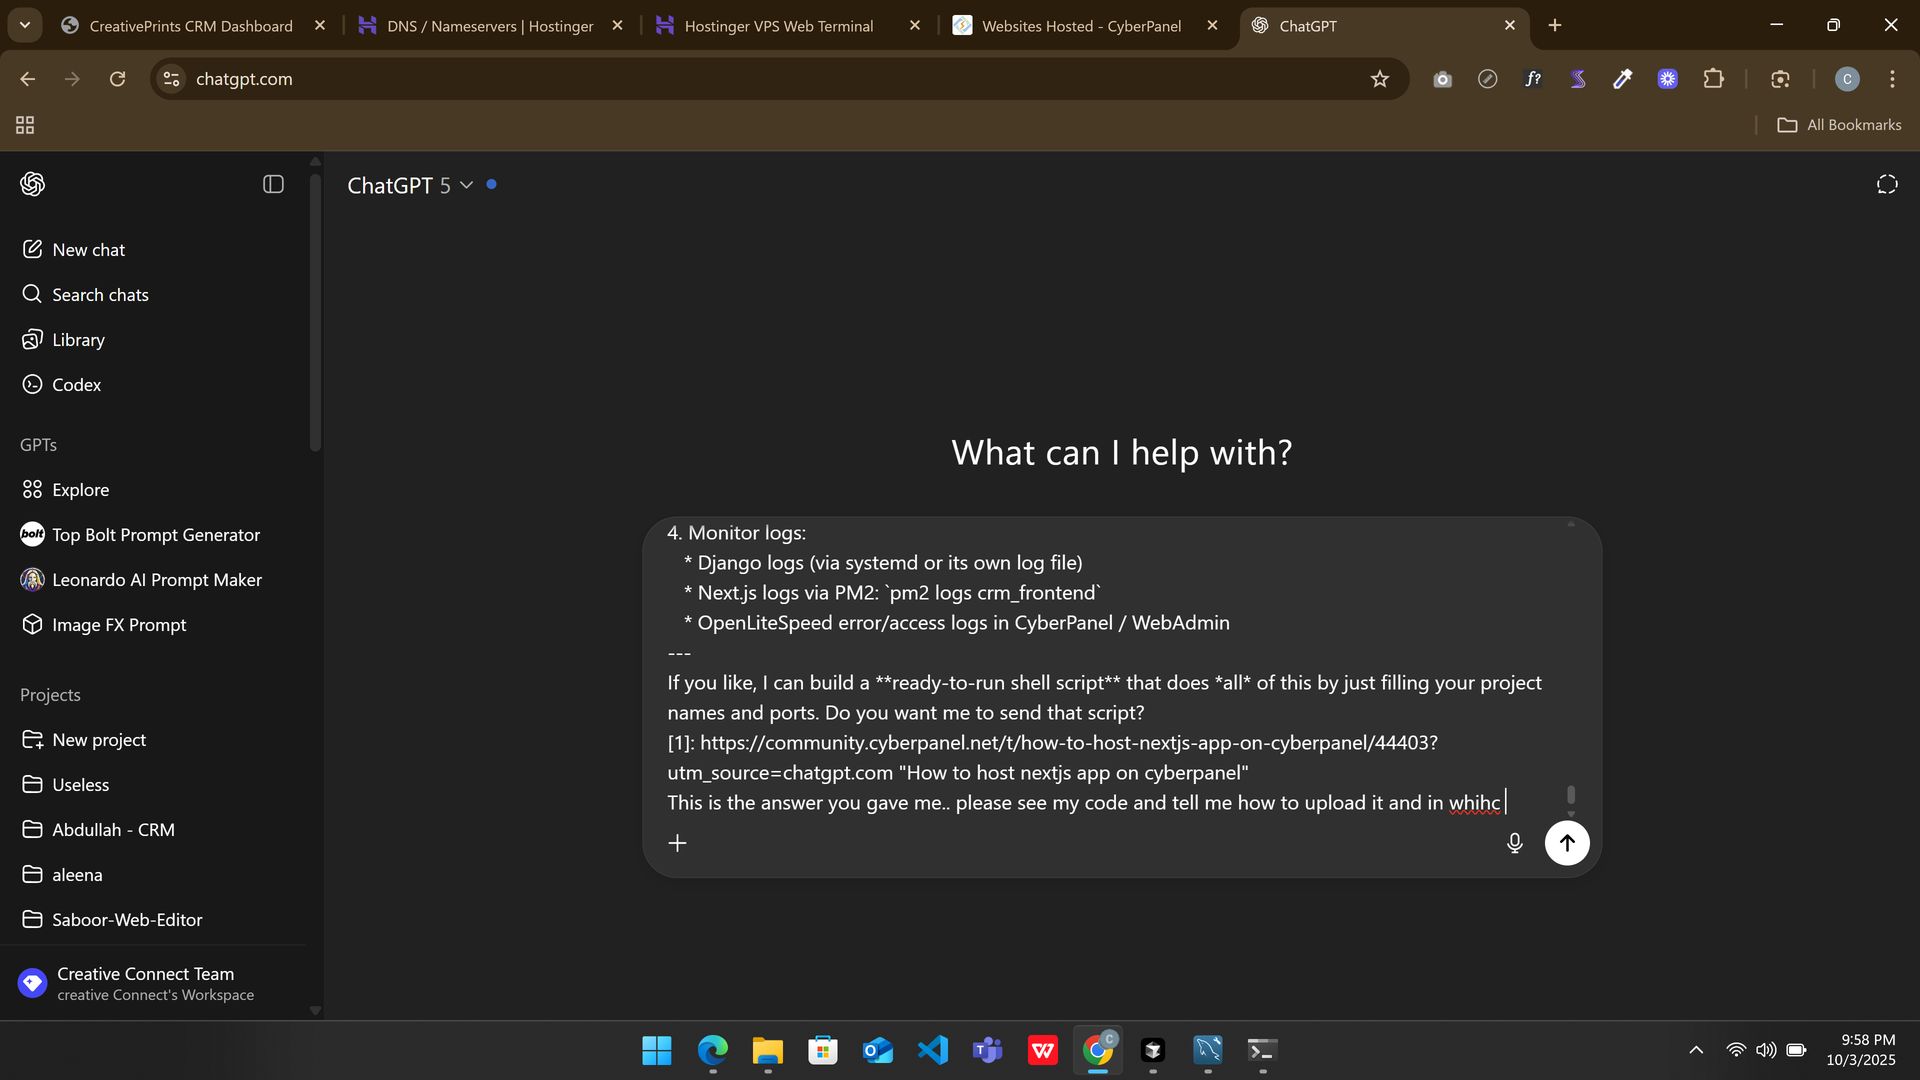 CreativePrints CRM Dashboard
DNS / Nameservers | Hostinger
Hostinger VPS Web Terminal
Websites Hosted - CyberPanel
ChatGPT
chatgpt.com
f?
C
All Bookmarks
ChatGPT 5
New chat
Search chats
Library
Codex
GPTs
Explore
bolt
Top Bolt Prompt Generator
Leonardo AI Prompt Maker
Image FX Prompt
Projects
New project
Useless
Abdullah - CRM
aleena
Saboor-Web-Editor
Creative Connect Team
creative Connect's Workspace
What can I help with?
4. Monitor logs:
* Django logs (via systemd or its own log file)
* Next.js logs via PM2: `pm2 logs crm_frontend`
* OpenLiteSpeed error/access logs in CyberPanel / WebAdmin
---
If you like, I can build a **ready-to-run shell script** that does *all* of this by just filling your project
names and ports. Do you want me to send that script?
[1]: https://community.cyberpanel.net/t/how-to-host-nextjs-app-on-cyberpanel/44403?
utm_source=chatgpt.com "How to host nextjs app on cyberpanel"
This is the answer you gave me.. please see my code and tell me how to upload it and in whihc
C
9:58 PM
10/3/2025